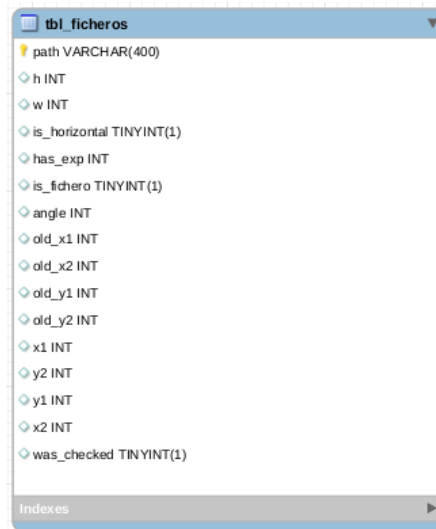 tbl_ficheros
path VARCHAR(400)
h INT
w INT
is_horizontal TINYINT(1)
has_exp INT
is_fichero TINYINT(1)
angle INT
old_x1 INT
old_x2 INT
old_y1 INT
old_y2 INT
x1 INT
y2 INT
y1 INT
x2 INT
was_checked TINYINT(1)
Indexes